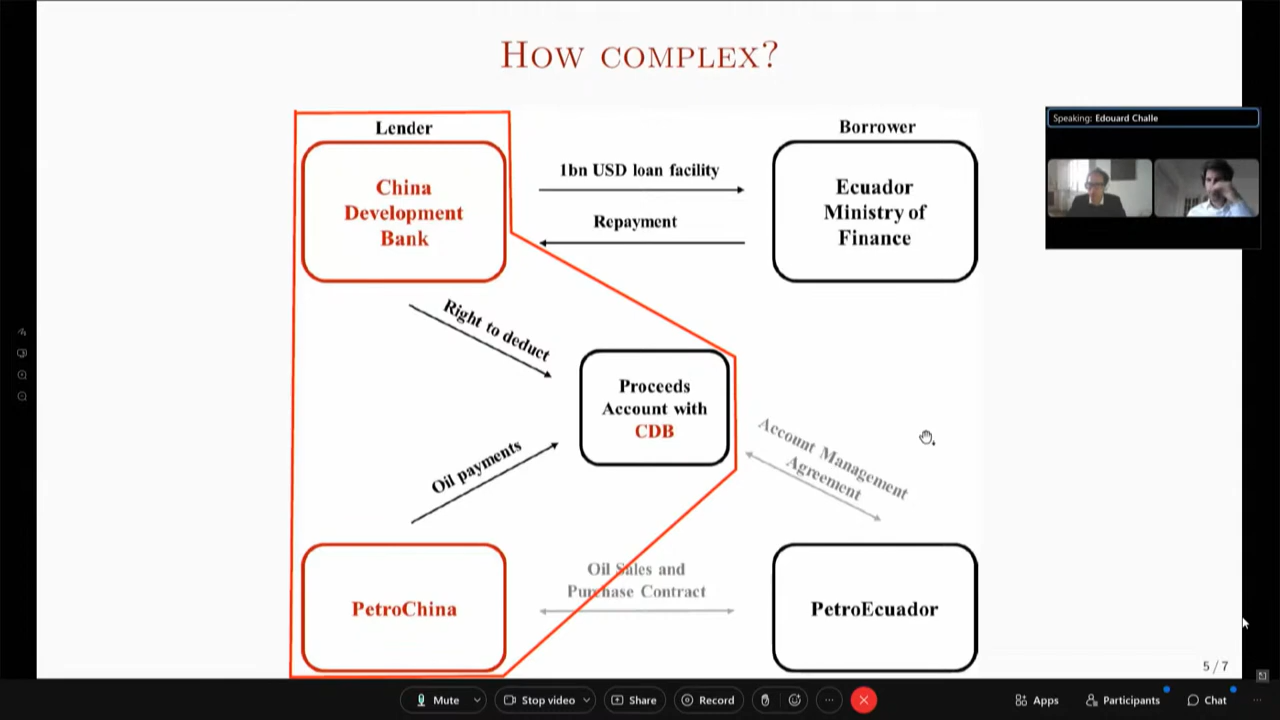 HOW COMPLEX?
Lender
Borrower
China
Development
Bank
1bn USD loan facility
Repayment
Ecuador
Ministry of
Finance
Right to deduct
Proceeds
Account with
CDB
Oil payments
Account Management
Agreement
PetroChina
Oil Sales and
Purchase Contract
PetroEcuador
5 / 7
Speaking: Edouard Challe
Mute
Stop video
Share
Record
Apps
Participants
Chat